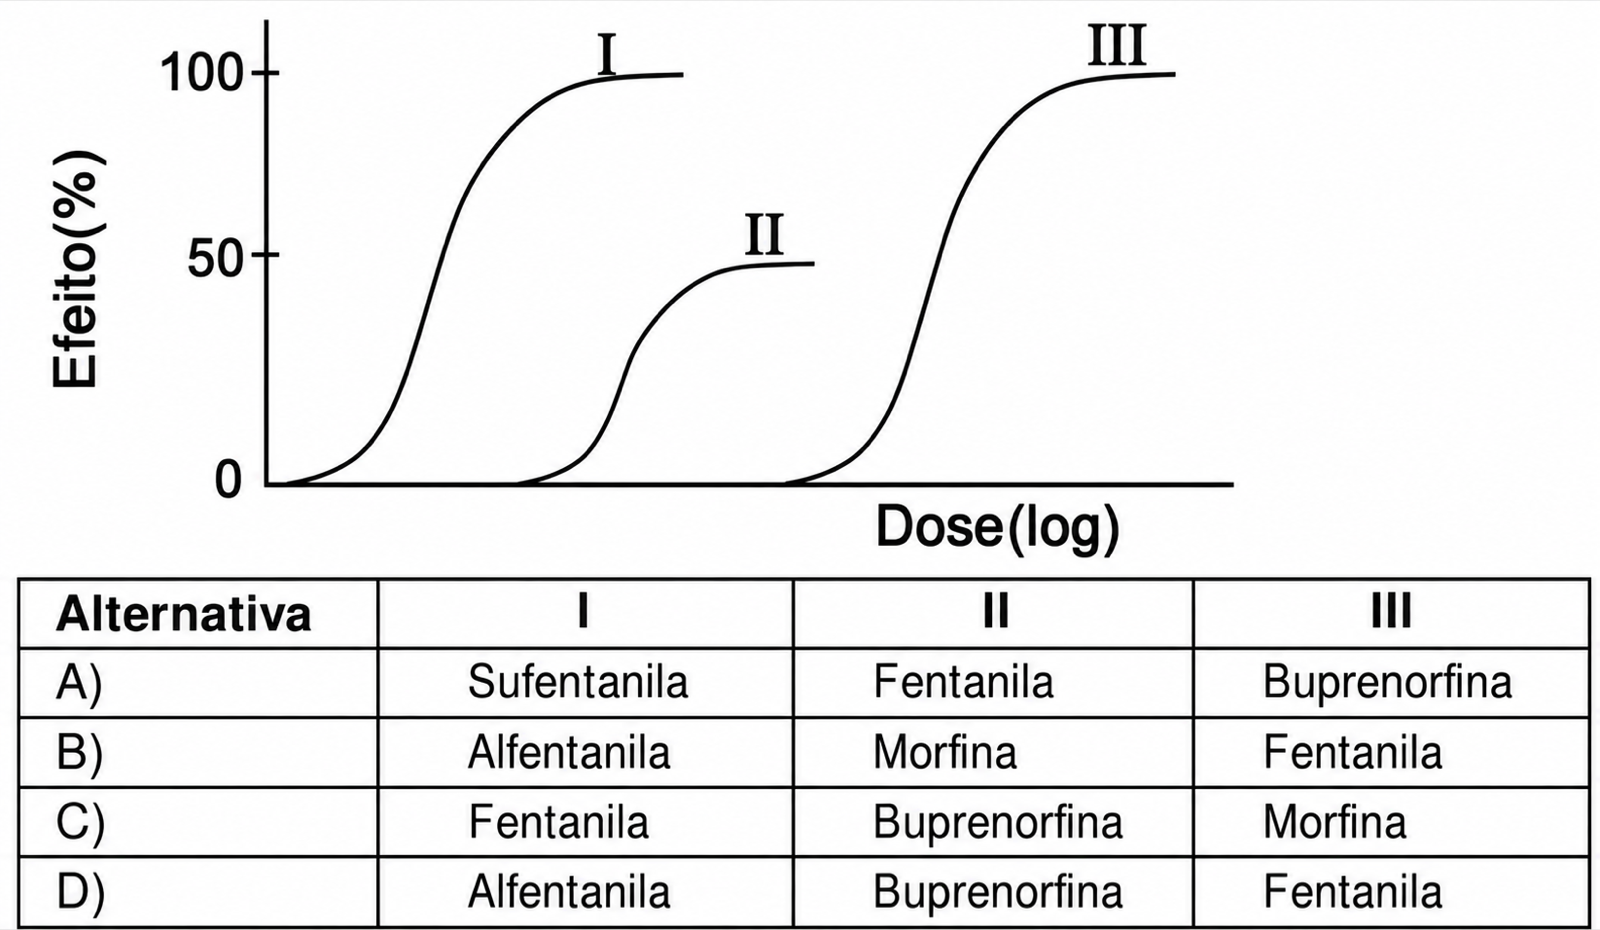 I
III
100
II
50
Efeito(%)
0
Dose(log)
Alternativa I II III
A) Sufentanila Fentanila Buprenorfina
B) Alfentanila Morfina Fentanila
C) Fentanila Buprenorfina Morfina
D) Alfentanila Buprenorfina Fentanila